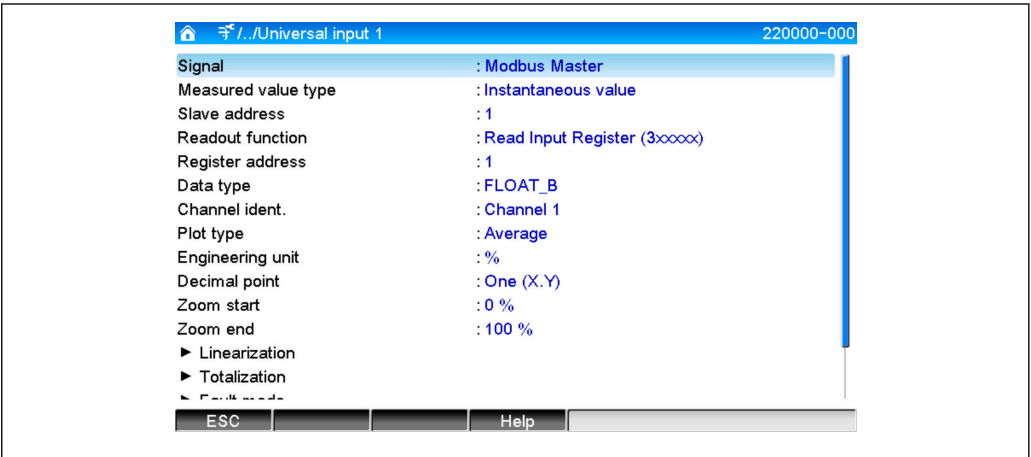 /../Universal input 1 220000-000
Signal : Modbus Master
Measured value type : Instantaneous value
Slave address : 1
Readout function : Read Input Register (3xxxxx)
Register address : 1
Data type : FLOAT_B
Channel ident. : Channel 1
Plot type : Average
Engineering unit : %
Decimal point : One (X.Y)
Zoom start : 0 %
Zoom end : 100 %
► Linearization
► Totalization
► Fault mode
ESC Help